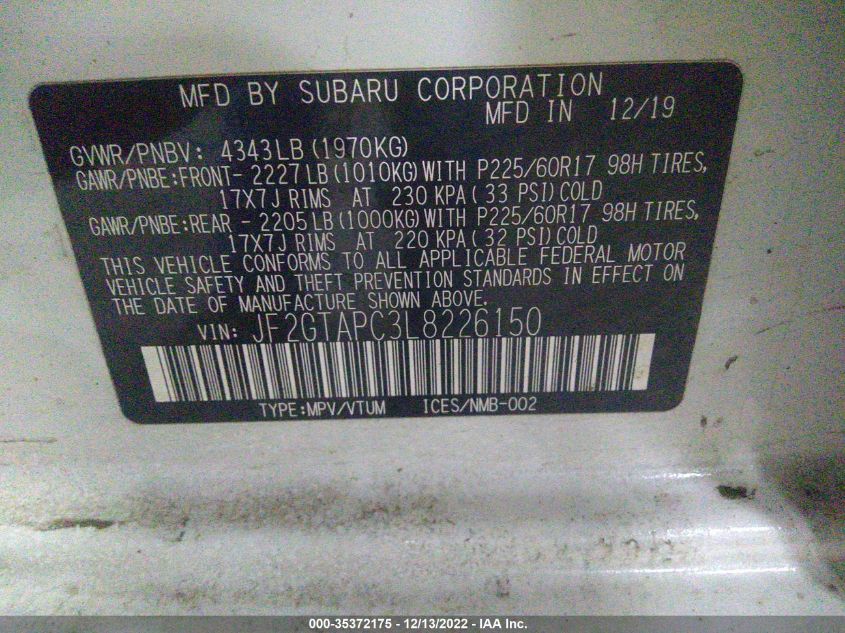 MFD BY SUBARU CORPORATION
MFD IN 12/19
GVWR/PNBV: 4343LB (1970KG)
GAWR/PNBE:FRONT- 2227LB (1010KG) WITH P225/60R17 98H TIRES,
17X7J RIMS AT 230 KPA (33 PSI) COLD
GAWR/PNBE:REAR - 2205LB (1000KG) WITH P225/60R17 98H TIRES,
17X7J RIMS AT 220 KPA (32 PSI) COLD
THIS VEHICLE CONFORMS TO ALL APPLICABLE FEDERAL MOTOR
VEHICLE SAFETY AND THEFT PREVENTION STANDARDS IN EFFECT ON
THE DATE OF MANUFACTURE SHOWN ABOVE.
VIN: JF2GTAPC3L8226150
TYPE:MPV/VTUM ICES/NMB-002
000-35372175 - 12/13/2022 - IAA Inc.